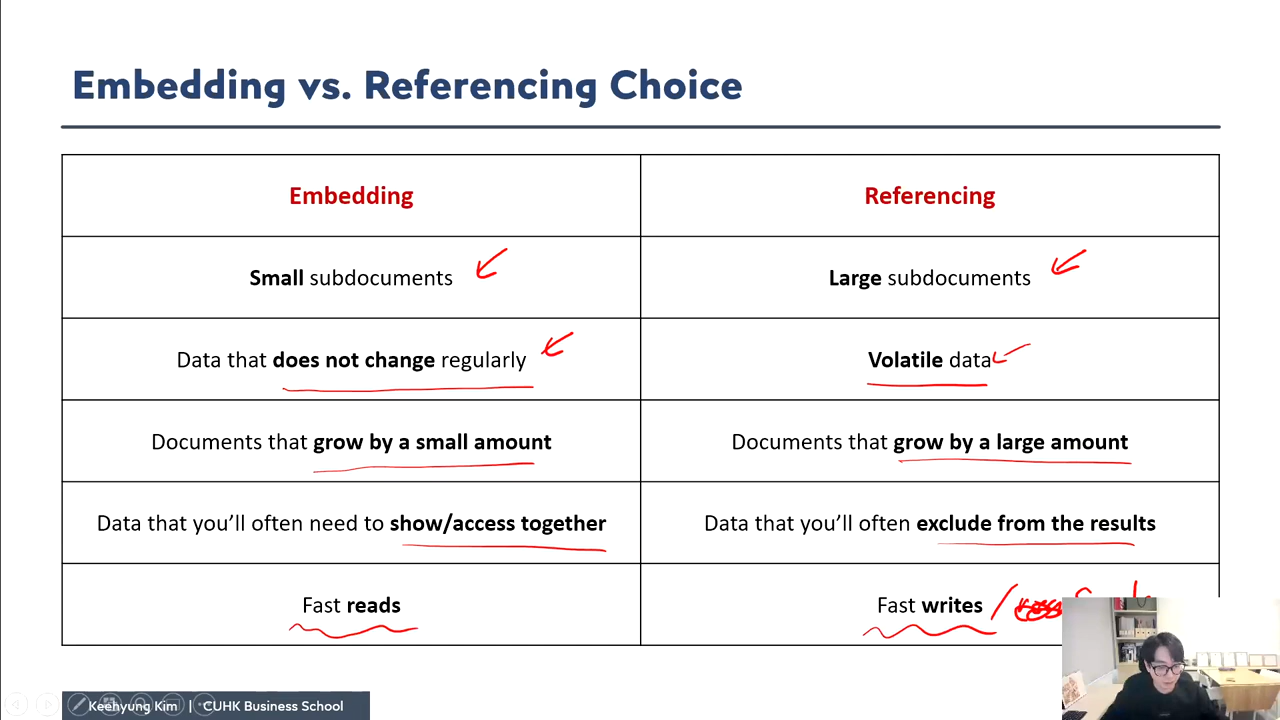 Embedding vs. Referencing Choice
Embedding
Referencing
Small subdocuments
Large subdocuments
Data that does not change regularly
Volatile data
Documents that grow by a small amount
Documents that grow by a large amount
Data that you'll often need to show/access together
Data that you'll often exclude from the results
Fast reads
Fast writes /
Keehyung Kim | CUHK Business School